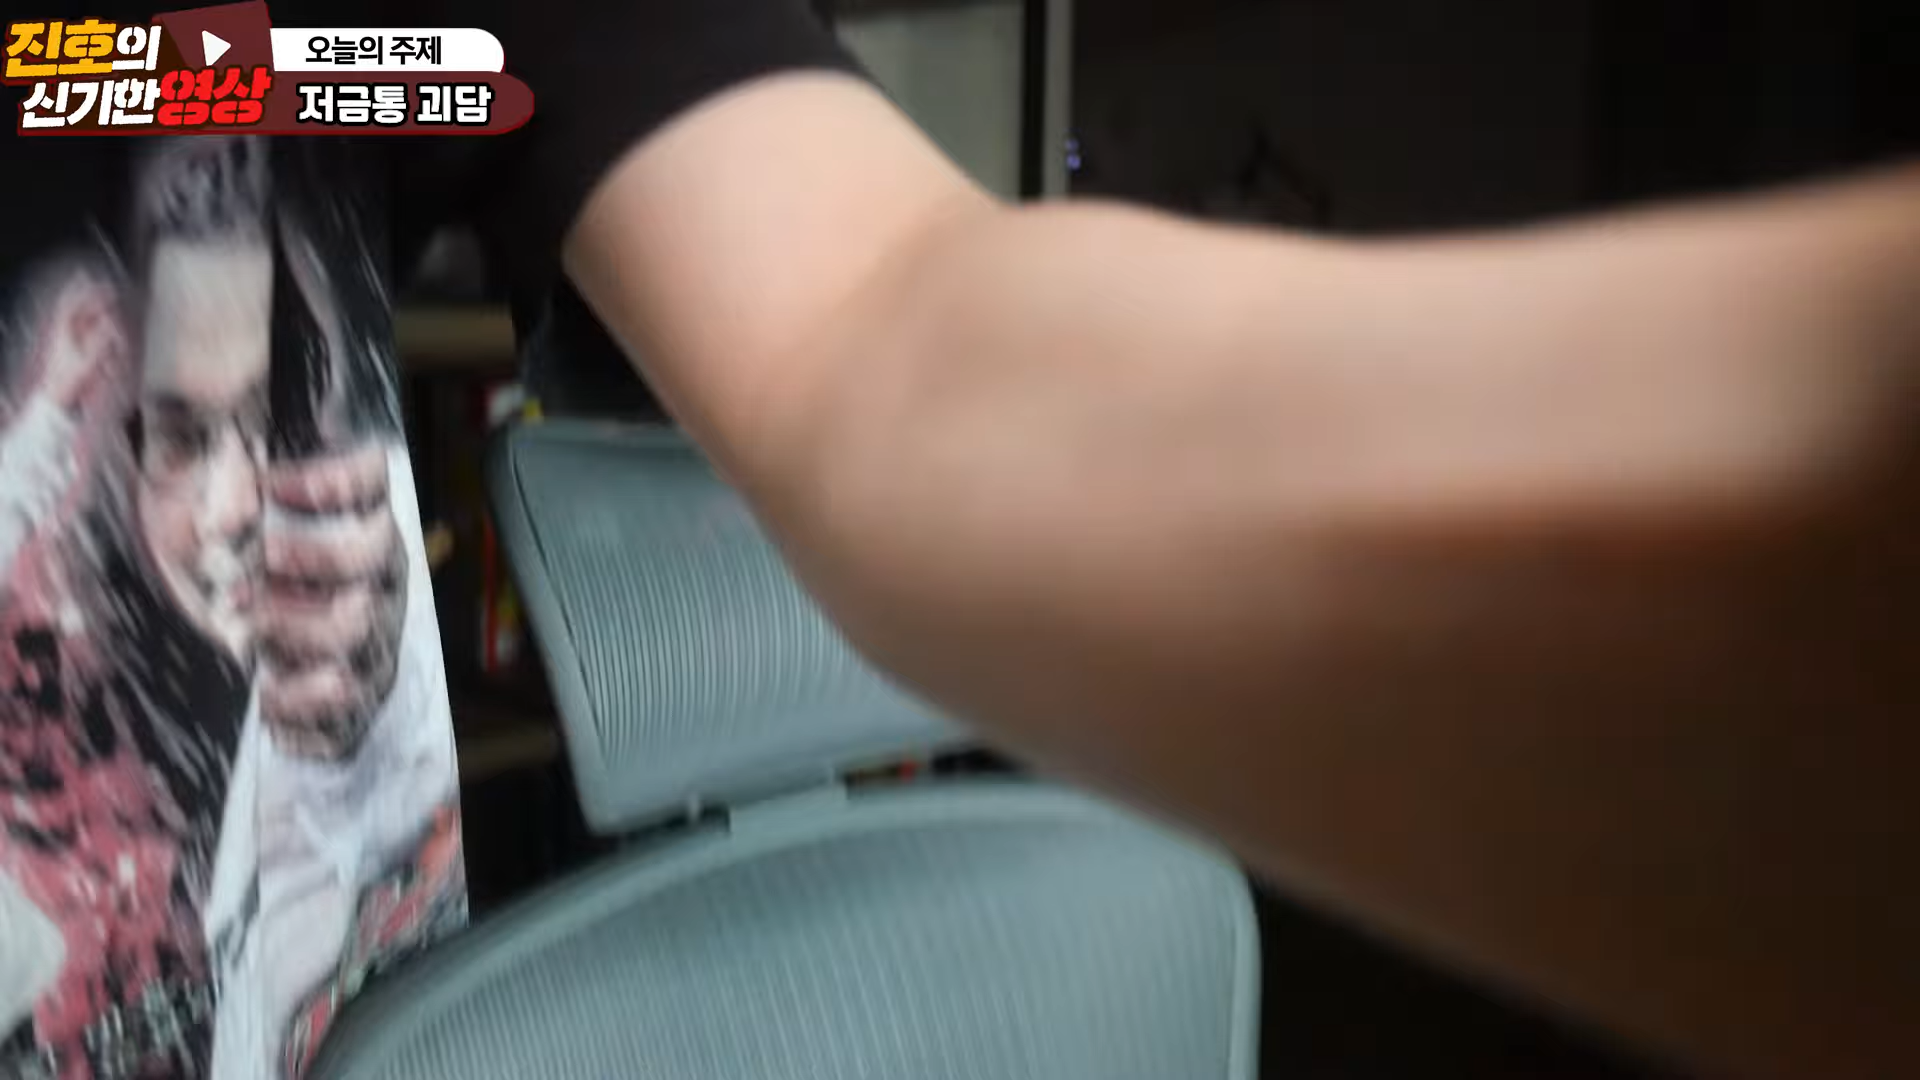 진호의
신기한영상
오늘의 주제
저금통 괴담